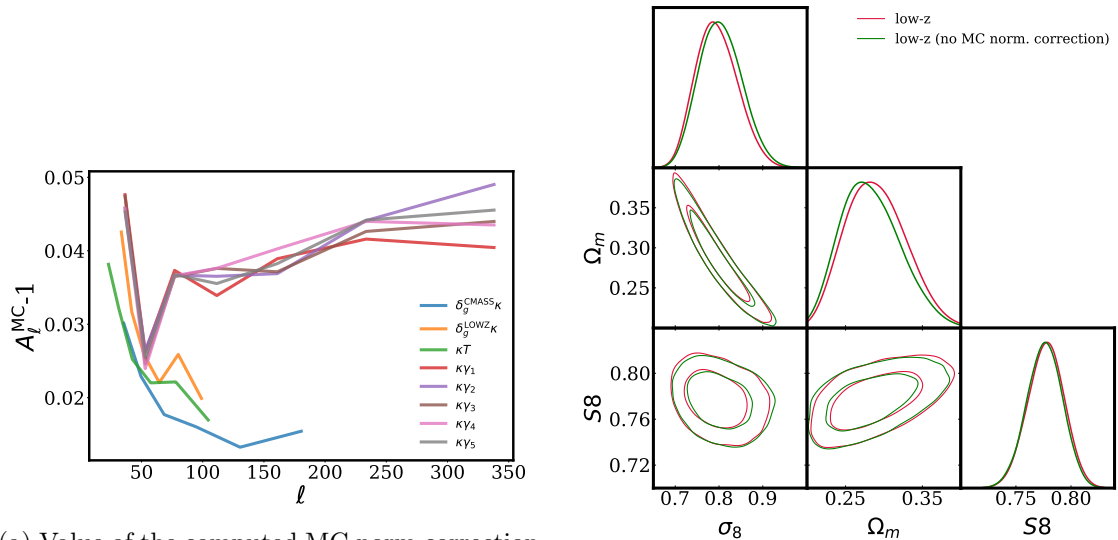 low-z
low-z (no MC norm. correction)
0.05
0.04
0.03
0.02
A_ℓ^MC-1
δ_g^CMASS κ
δ_g^LOWZ κ
κT
κγ₁
κγ₂
κγ₃
κγ₄
κγ₅
50 100 150 200 250 300 350
ℓ
0.35
0.30
0.25
Ω_m
0.80
0.76
0.72
S8
0.7 0.8 0.9
0.25 0.35
0.75 0.80
σ₈
Ω_m
S8
(a) Value of the computed MC norm correction